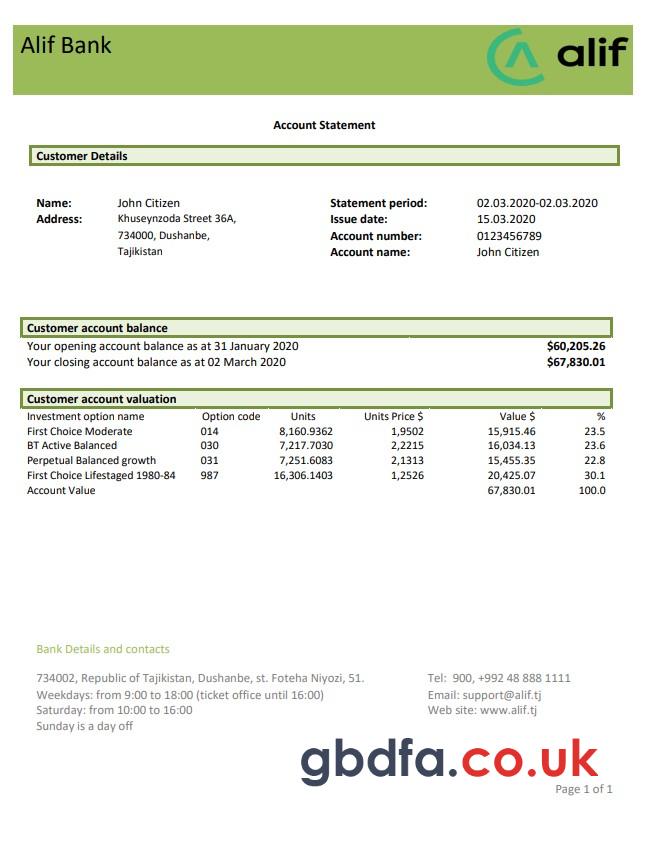 Alif Bank
alif
Account Statement
Customer Details
Name: John Citizen Statement period: 02.03.2020-02.03.2020
Address: Khuseynzoda Street 36A, Issue date: 15.03.2020
734000, Dushanbe, Account number: 0123456789
Tajikistan Account name: John Citizen
Customer account balance
Your opening account balance as at 31 January 2020 $60,205.26
Your closing account balance as at 02 March 2020 $67,830.01
Customer account valuation
Investment option name Option code Units Units Price $ Value $ %
First Choice Moderate 014 8,160.9362 1,9502 15,915.46 23.5
BT Active Balanced 030 7,217.7030 2,2215 16,034.13 23.6
Perpetual Balanced growth 031 7,251.6083 2,1313 15,455.35 22.8
First Choice Lifestaged 1980-84 987 16,306.1403 1,2526 20,425.07 30.1
Account Value 67,830.01 100.0
Bank Details and contacts
734002, Republic of Tajikistan, Dushanbe, st. Foteha Niyozi, 51. Tel: 900, +992 48 888 1111
Weekdays: from 9:00 to 18:00 (ticket office until 16:00) Email: support@alif.tj
Saturday: from 10:00 to 16:00 Web site: www.alif.tj
Sunday is a day off
gbdfa.co.uk
Page 1 of 1